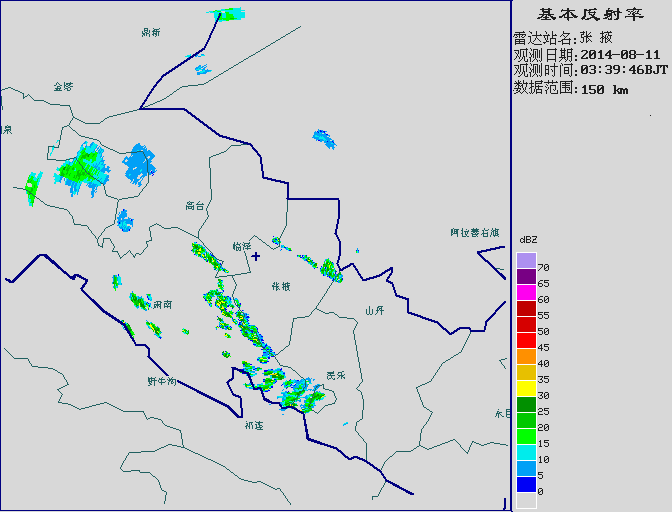 基本反射率
雷达站名:张 掖
观测日期:2014-08-11
观测时间:03:39:46BJT
数据范围:150 km
鼎新
金塔
泉
高台
临泽
阿拉善右旗
张掖
肃南
山丹
野牛沟
民乐
祁连
永昌
dBZ
70
65
60
55
50
45
40
35
30
25
20
15
10
5
0